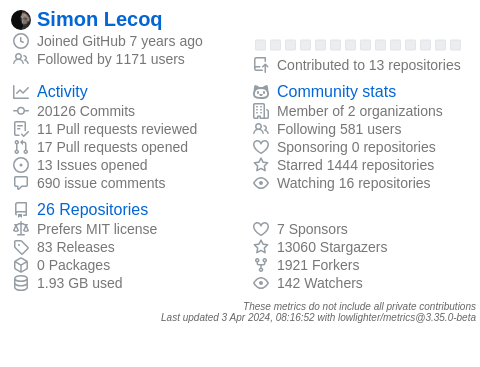 Simon Lecoq
Joined GitHub 7 years ago
Followed by 1171 users
Contributed to 13 repositories
Activity
20126 Commits
11 Pull requests reviewed
17 Pull requests opened
13 Issues opened
690 issue comments
Community stats
Member of 2 organizations
Following 581 users
Sponsoring 0 repositories
Starred 1444 repositories
Watching 16 repositories
26 Repositories
Prefers MIT license
83 Releases
0 Packages
1.93 GB used
7 Sponsors
13060 Stargazers
1921 Forkers
142 Watchers
These metrics do not include all private contributions
Last updated 3 Apr 2024, 08:16:52 with lowlighter/metrics@3.35.0-beta